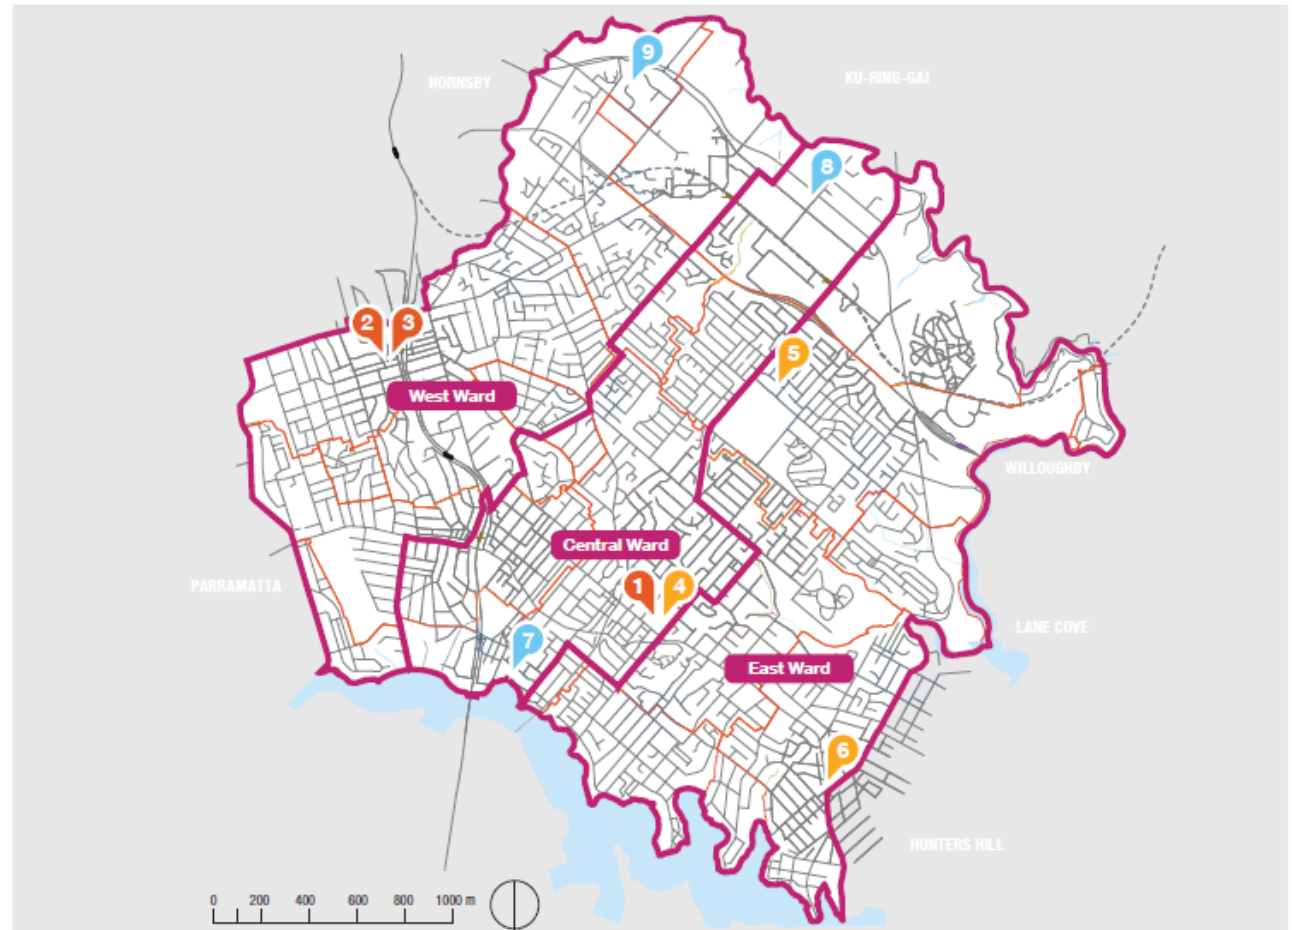 9
HORNSBY
KU-RING-GAI
8
2
3
5
West Ward
WILLOUGHBY
Central Ward
PARRAMATTA
1
4
LANE COVE
7
East Ward
6
HUNTERS HILL
0 200 400 600 800 1000 m